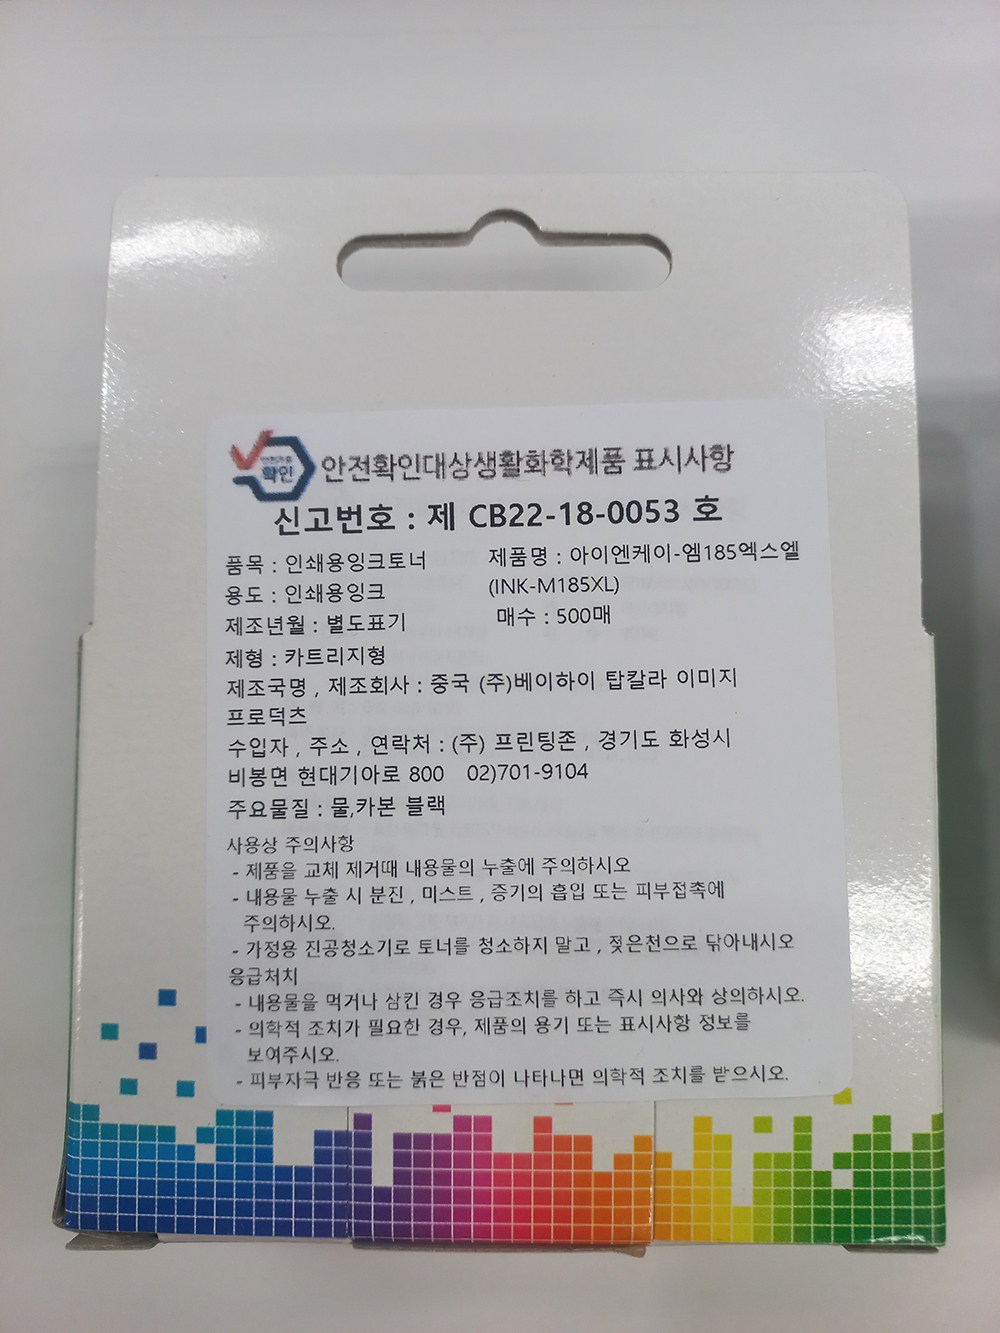 확인 안전확인대상생활화학제품 표시사항
신고번호 : 제 CB22-18-0053 호
품목 : 인쇄용잉크토너
제품명 : 아이엔케이-엠185엑스엘
용도 : 인쇄용잉크
(INK-M185XL)
제조년월 : 별도표기
매수 : 500매
제형 : 카트리지형
제조국명 , 제조회사 : 중국 (주)베이하이 탑칼라 이미지
프로덕츠
수입자 , 주소 , 연락처 : (주) 프린팅존 , 경기도 화성시
비봉면 현대기아로 800 02)701-9104
주요물질 : 물,카본 블랙
사용상 주의사항
- 제품을 교체 제거때 내용물의 누출에 주의하시오
- 내용물 누출 시 분진 , 미스트 , 증기의 흡입 또는 피부접촉에
주의하시오.
- 가정용 진공청소기로 토너를 청소하지 말고 , 젖은천으로 닦아내시오
응급처치
- 내용물을 먹거나 삼킨 경우 응급조치를 하고 즉시 의사와 상의하시오.
- 의학적 조치가 필요한 경우, 제품의 용기 또는 표시사항 정보를
보여주시오.
- 피부자극 반응 또는 붉은 반점이 나타나면 의학적 조치를 받으시오.